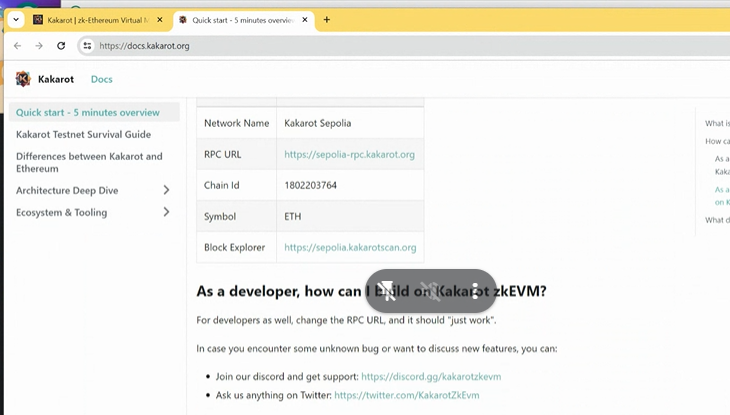 Kakarot | zk-Ethereum Virtual
Quick start - 5 minutes overview
https://docs.kakarot.org
Kakarot Docs
Quick start - 5 minutes overview
Kakarot Testnet Survival Guide
Differences between Kakarot and
Ethereum
Architecture Deep Dive
Ecosystem & Tooling
Network Name Kakarot Sepolia
RPC URL https://sepolia-rpc.kakarot.org
Chain Id 1802203764
Symbol ETH
Block Explorer https://sepolia.kakarotscan.org
As a developer, how can I build on Kakarot zkEVM?
For developers as well, change the RPC URL, and it should "just work".
In case you encounter some unknown bug or want to discuss new features, you can:
Join our discord and get support: https://discord.gg/kakarotzkevm
Ask us anything on Twitter: https://twitter.com/KakarotZkEvm
What is
How ca
As a
Kaka
As a
on K
What d